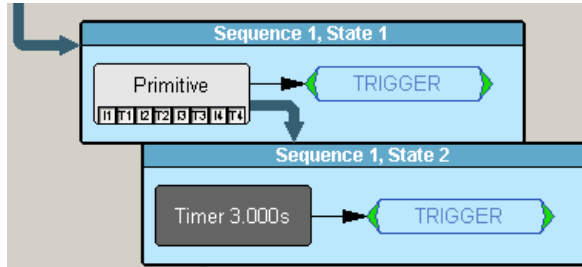 Sequence 1, State 1
Primitive
TRIGGER
I1 T1 I2 T2 I3 T3 I4 T4
Sequence 1, State 2
Timer 3.000s
TRIGGER